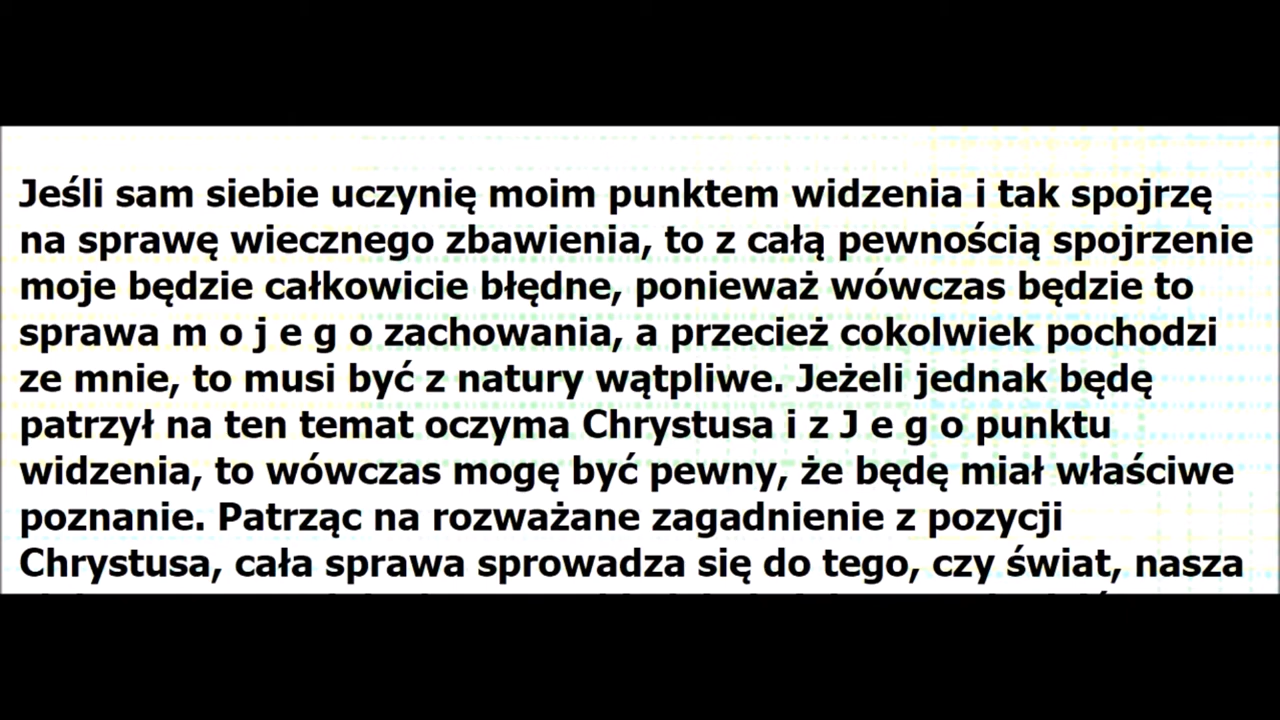 Jeśli sam siebie uczynię moim punktem widzenia i tak spojrzę
na sprawę wiecznego zbawienia, to z całą pewnością spojrzenie
moje będzie całkowicie błędne, ponieważ wówczas będzie to
sprawa m o j e g o zachowania, a przecież cokolwiek pochodzi
ze mnie, to musi być z natury wątpliwe. Jeżeli jednak będę
patrzył na ten temat oczyma Chrystusa i z J e g o punktu
widzenia, to wówczas mogę być pewny, że będę miał właściwe
poznanie. Patrząc na rozważane zagadnienie z pozycji
Chrystusa, cała sprawa sprowadza się do tego, czy świat, nasza